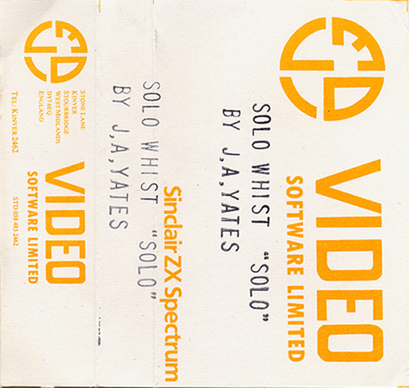 VIDEO
SOFTWARE LIMITED
SOLO WHIST "SOLO"
BY J,A,YATES
Sinclair ZX Spectrum
SOLO WHIST "SOLO"
BY J,A,YATES
STONE LANE
KINVER
STOURBRIDGE
WEST MIDLANDS
DY7 6EQ
ENGLAND
TEL: KINVER 2462
VIDEO
SOFTWARE LIMITED
STD 038 483 2462